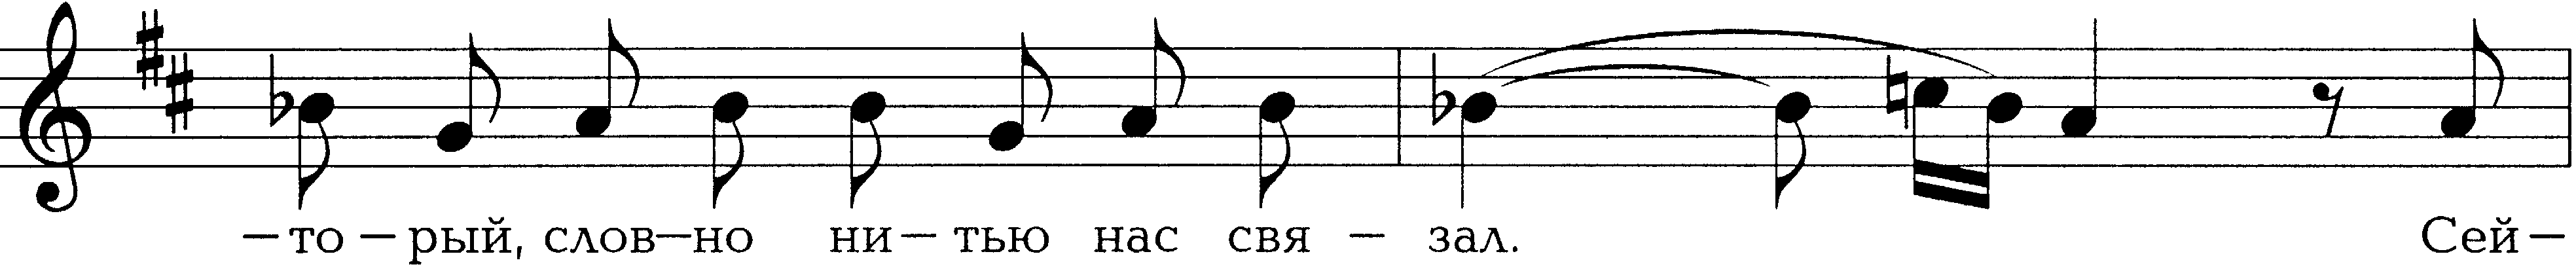 —то—рый, слов—но ни—тью нас свя — зал. Сей—